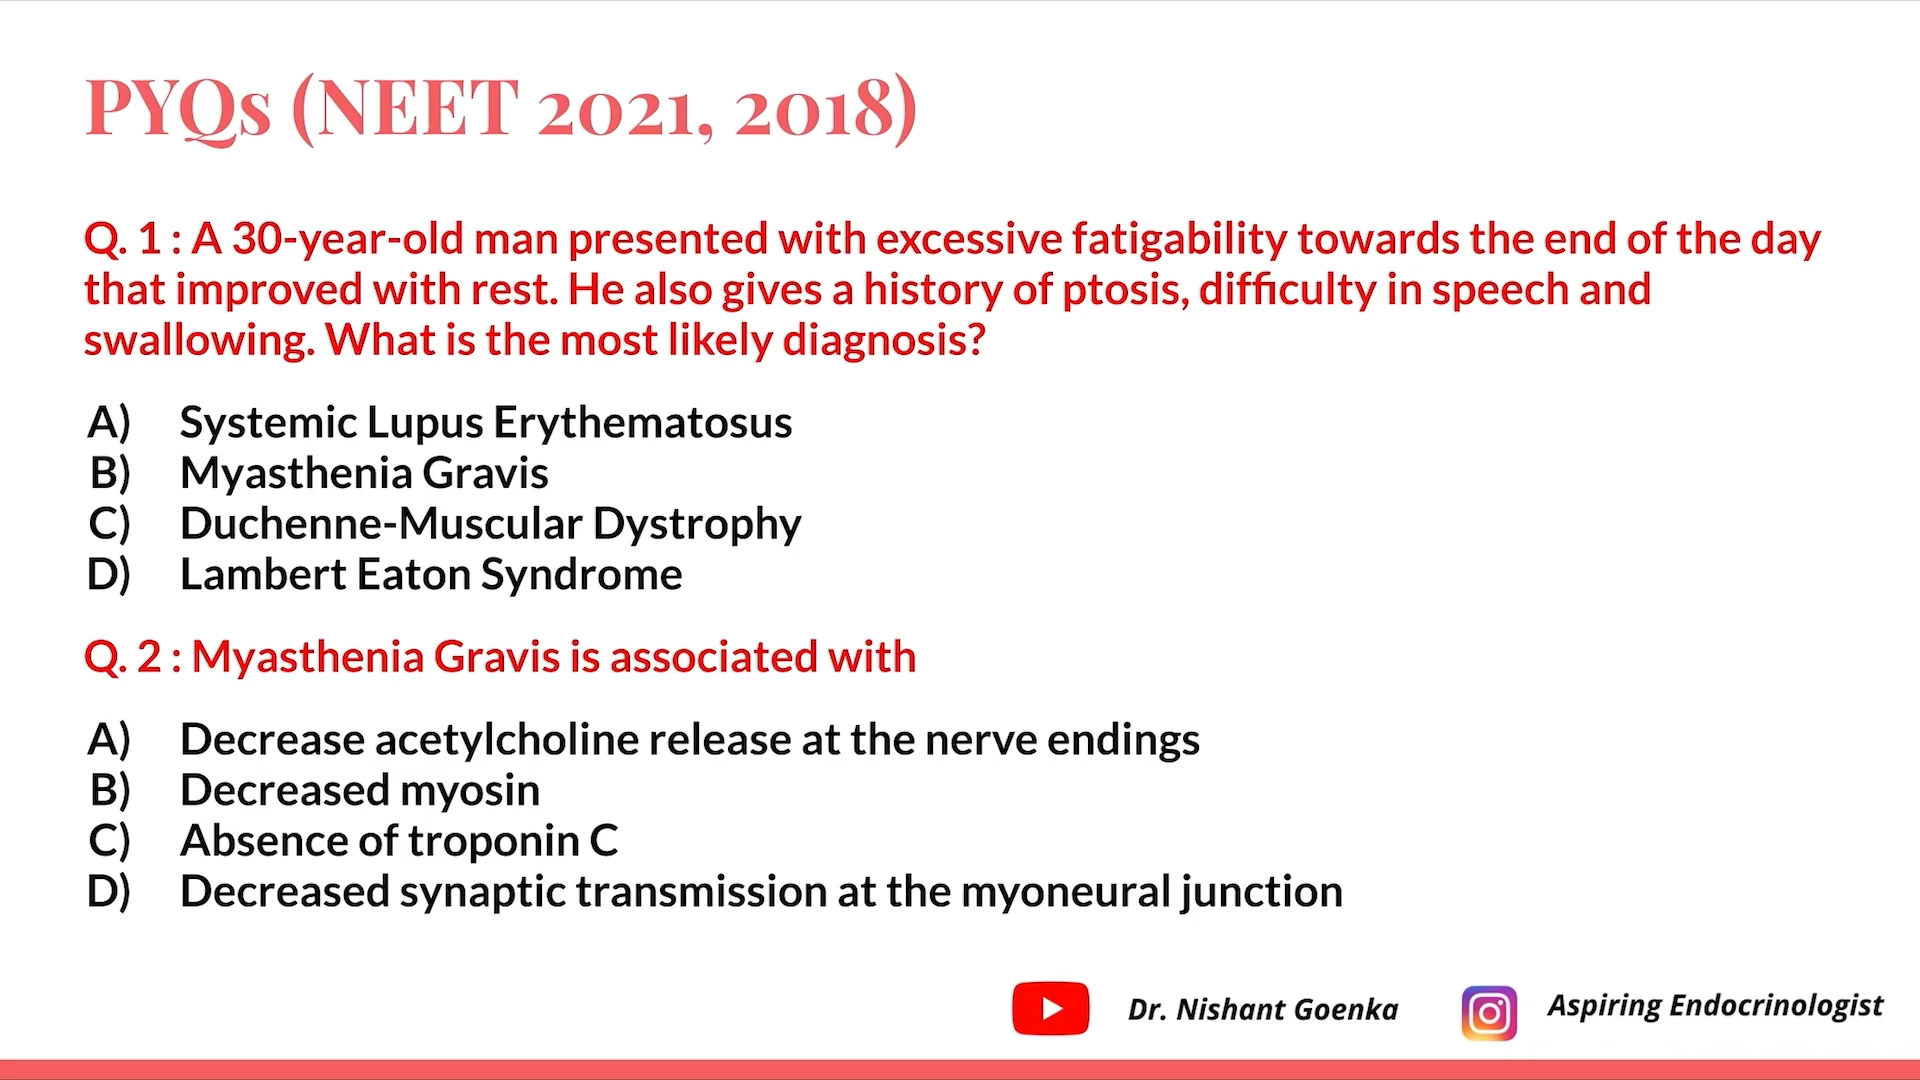 PYQs (NEET 2021, 2018)
Q. 1 : A 30-year-old man presented with excessive fatigability towards the end of the day
that improved with rest. He also gives a history of ptosis, difficulty in speech and
swallowing. What is the most likely diagnosis?
A) Systemic Lupus Erythematosus
B) Myasthenia Gravis
C) Duchenne-Muscular Dystrophy
D) Lambert Eaton Syndrome
Q. 2 : Myasthenia Gravis is associated with
A) Decrease acetylcholine release at the nerve endings
B) Decreased myosin
C) Absence of troponin C
D) Decreased synaptic transmission at the myoneural junction
Dr. Nishant Goenka Aspiring Endocrinologist